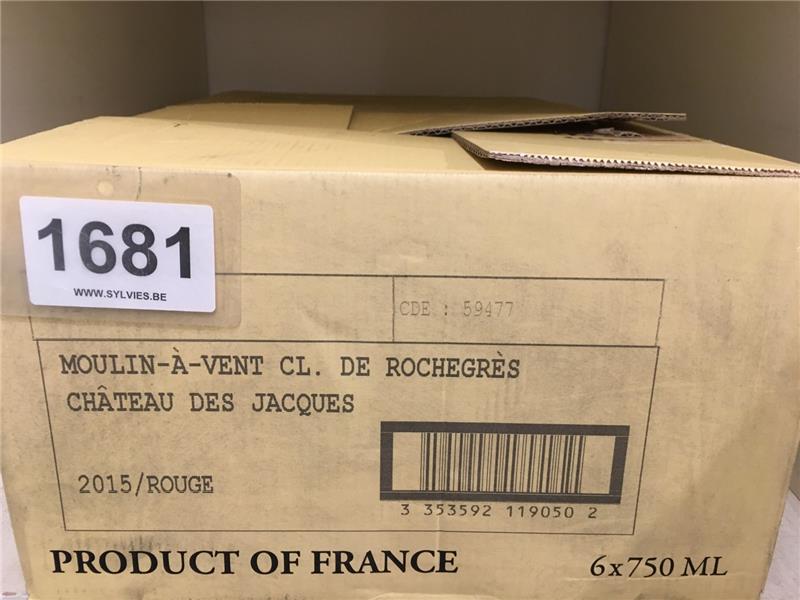 1681
WWW.SYLVIES.BE
CDE : 59477
MOULIN-À-VENT CL. DE ROCHEGRÈS
CHÂTEAU DES JACQUES
2015/ROUGE
3 353592 119050 2
PRODUCT OF FRANCE
6x750 ML